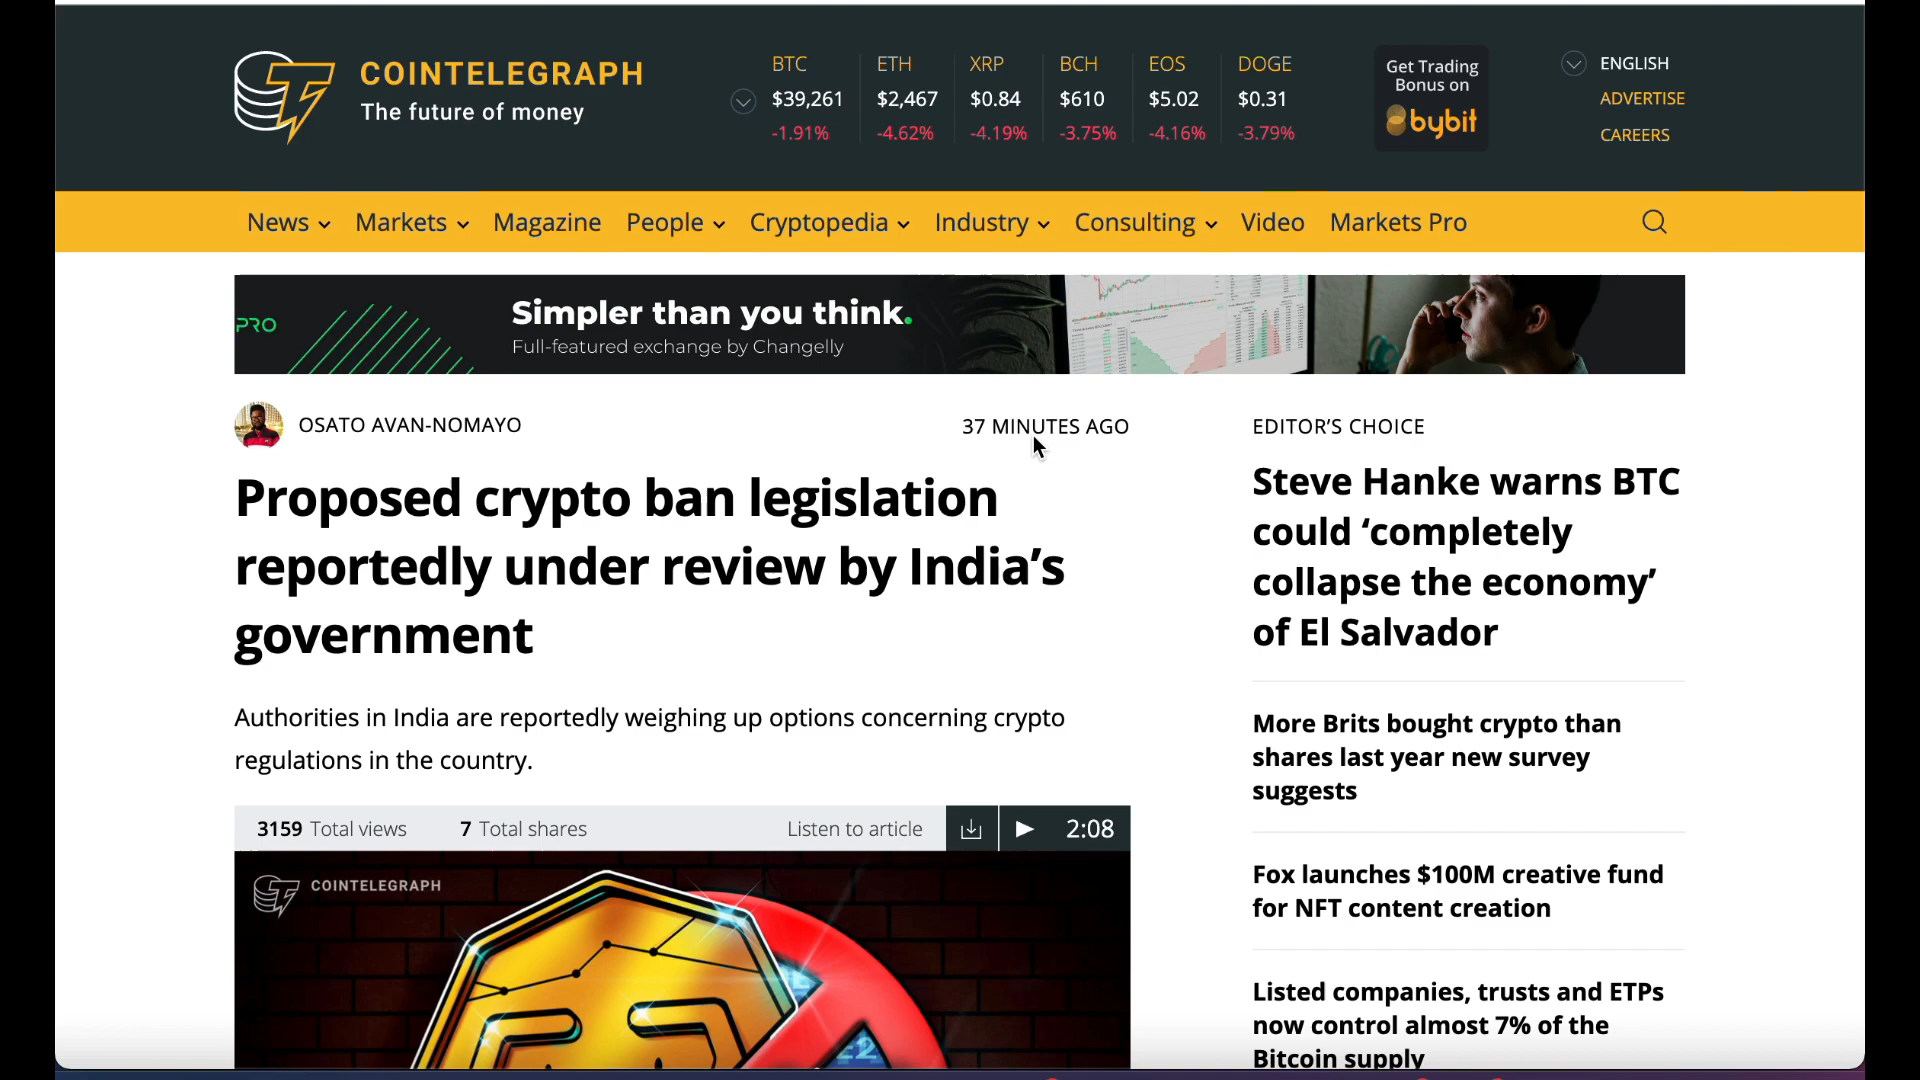 COINTELEGRAPH
The future of money
BTC ETH XRP BCH EOS DOGE
$39,261 $2,467 $0.84 $610 $5.02 $0.31
-1.91% -4.62% -4.19% -3.75% -4.16% -3.79%
Get Trading
Bonus on
bybit
ENGLISH
ADVERTISE
CAREERS
News Markets Magazine People Cryptopedia Industry Consulting Video Markets Pro
PRO
Simpler than you think.
Full-featured exchange by Changelly
OSATO AVAN-NOMAYO
37 MINUTES AGO
Proposed crypto ban legislation
reportedly under review by India’s
government
Authorities in India are reportedly weighing up options concerning crypto
regulations in the country.
3159 Total views 7 Total shares Listen to article 2:08
COINTELEGRAPH
EDITOR’S CHOICE
Steve Hanke warns BTC
could ‘completely
collapse the economy’
of El Salvador
More Brits bought crypto than
shares last year new survey
suggests
Fox launches $100M creative fund
for NFT content creation
Listed companies, trusts and ETPs
now control almost 7% of the
Bitcoin supply